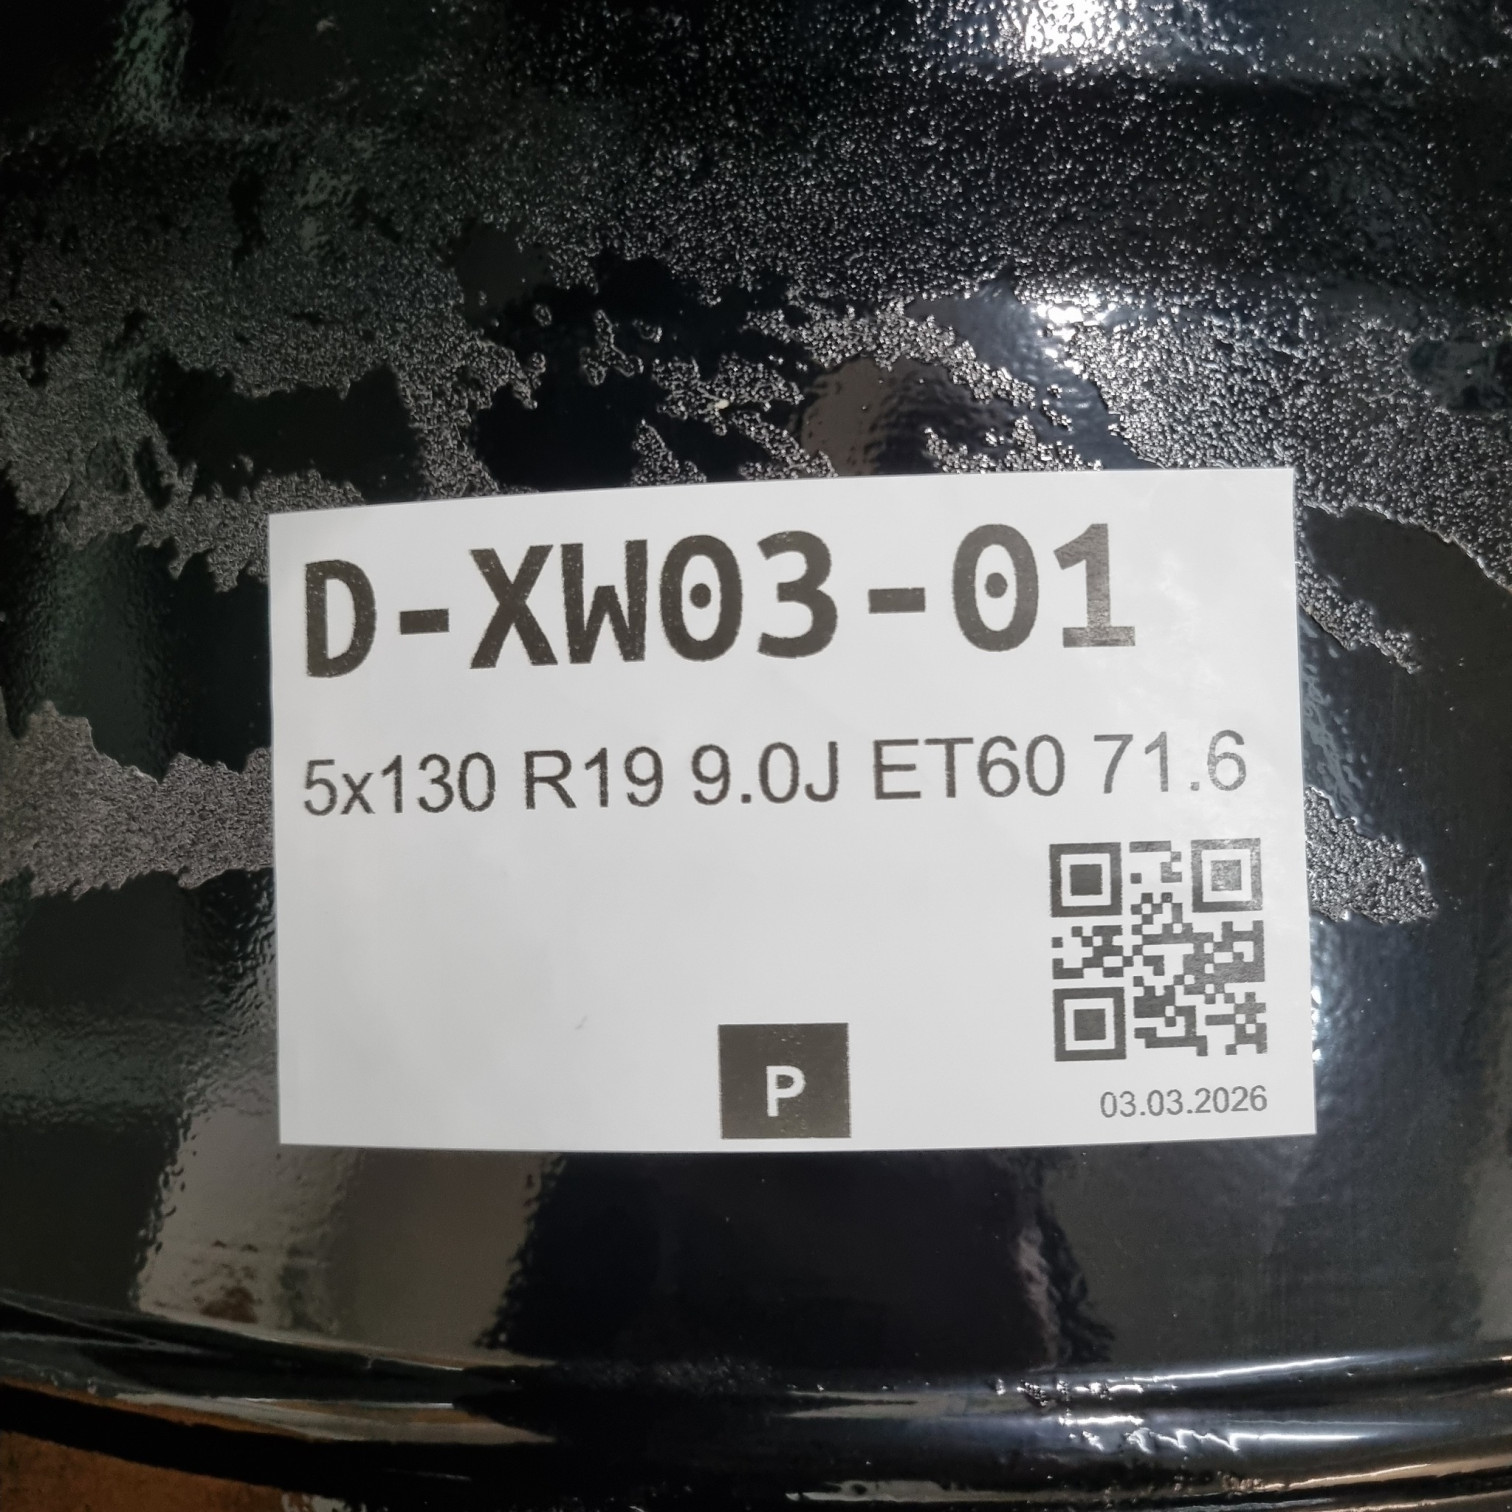 D-XW03-01
5x130 R19 9.0J ET60 71.6
P
03.03.2026